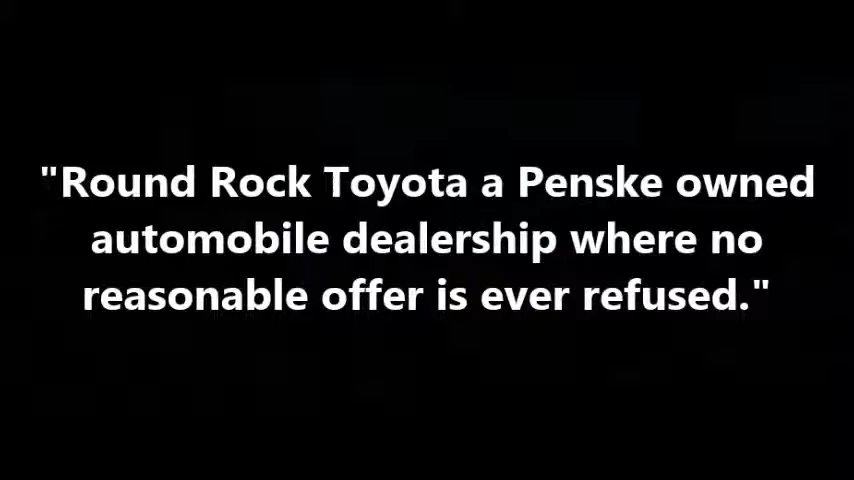 "Round Rock Toyota a Penske owned
automobile dealership where no
reasonable offer is ever refused."